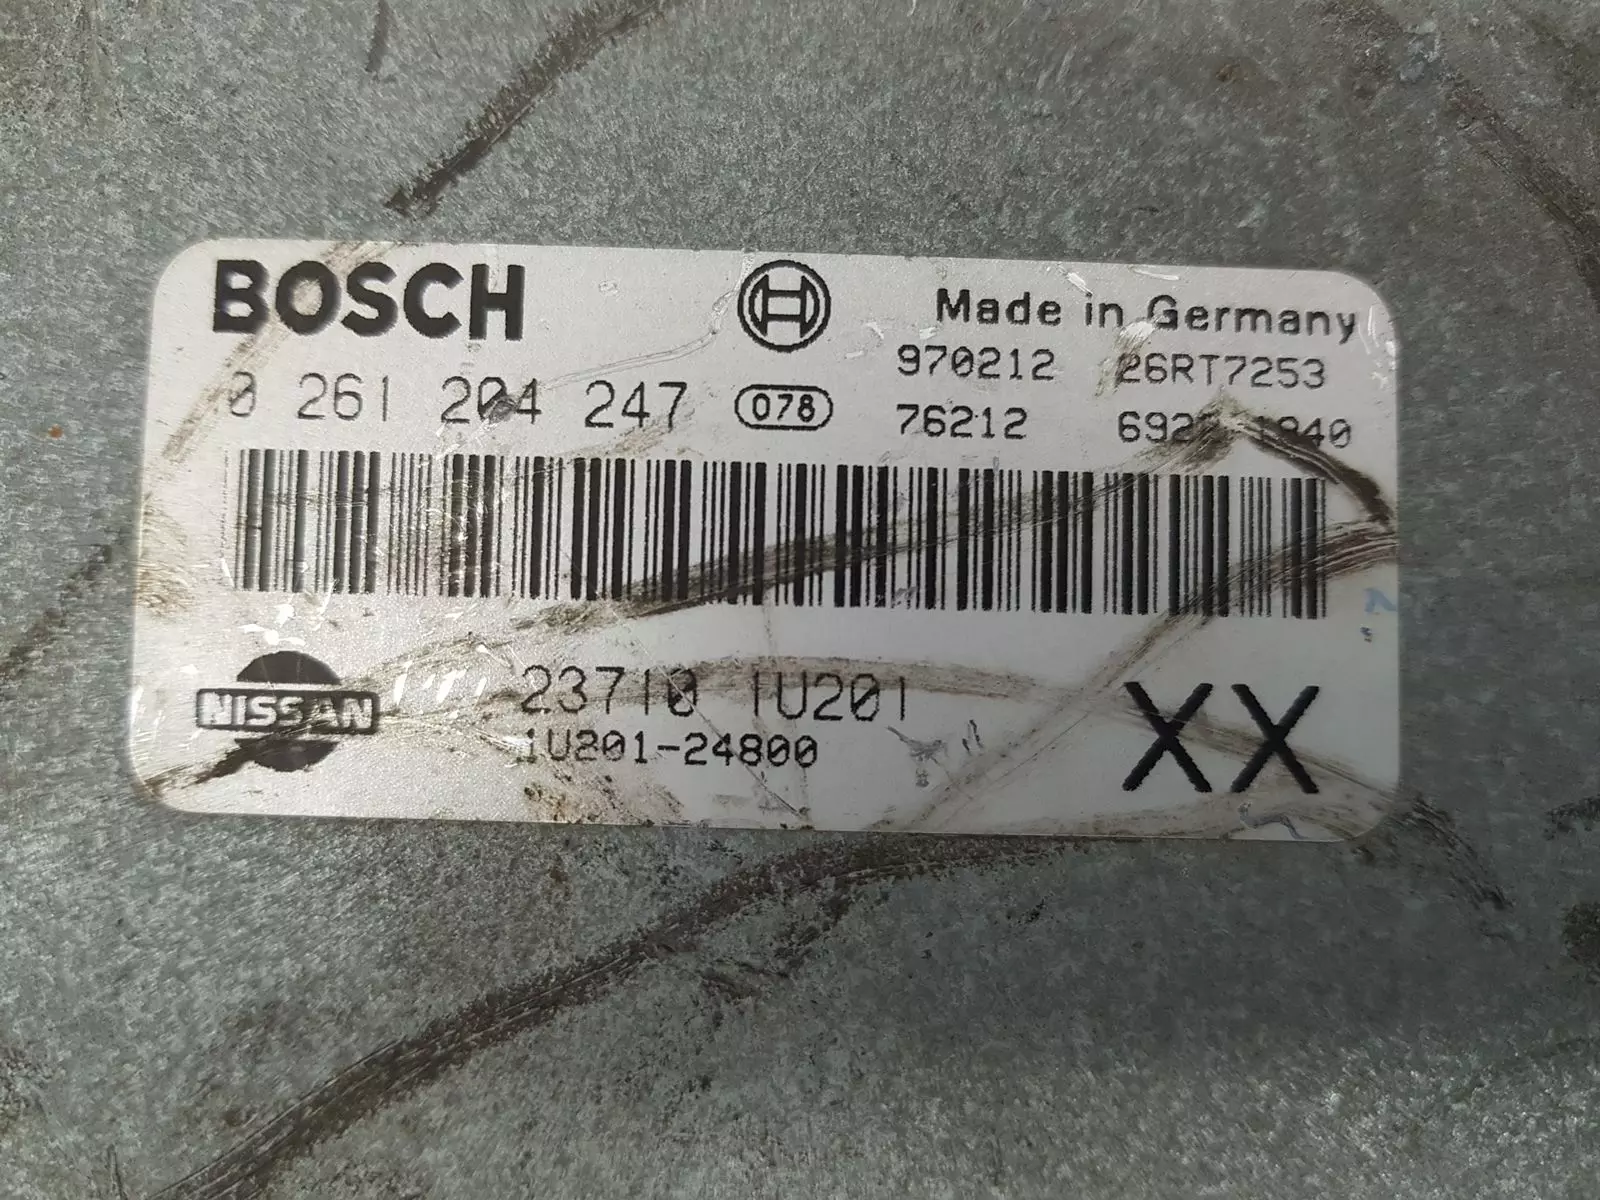 BOSCH Made in Germany
970212 26RT7253
0 261 204 247 078 76212
NISSAN 23710 1U201 XX
1U201-24800